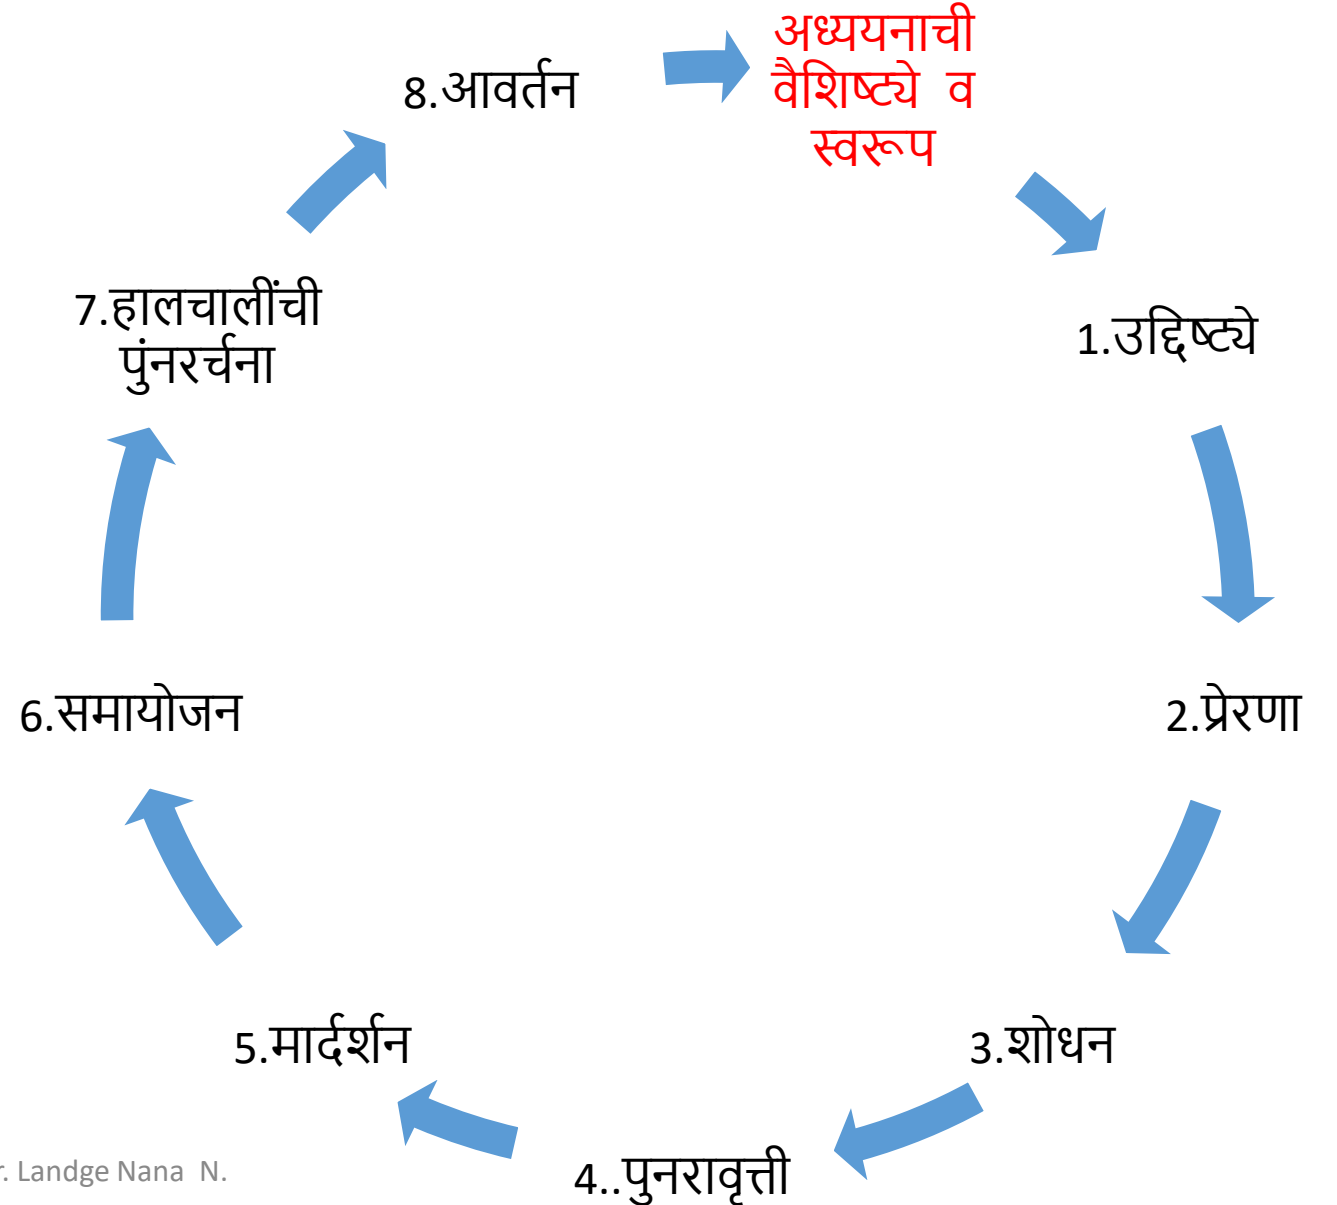 अध्ययनाची
वैशिष्ट्ये व
स्वरूप
1.उद्दिष्ट्ये
2.प्रेरणा
3.शोधन
4..पुनरावृत्ती
5.मार्दर्शन
6.समायोजन
7.हालचालींची
पुंनरर्चना
8.आवर्तन
r. Landge Nana N.